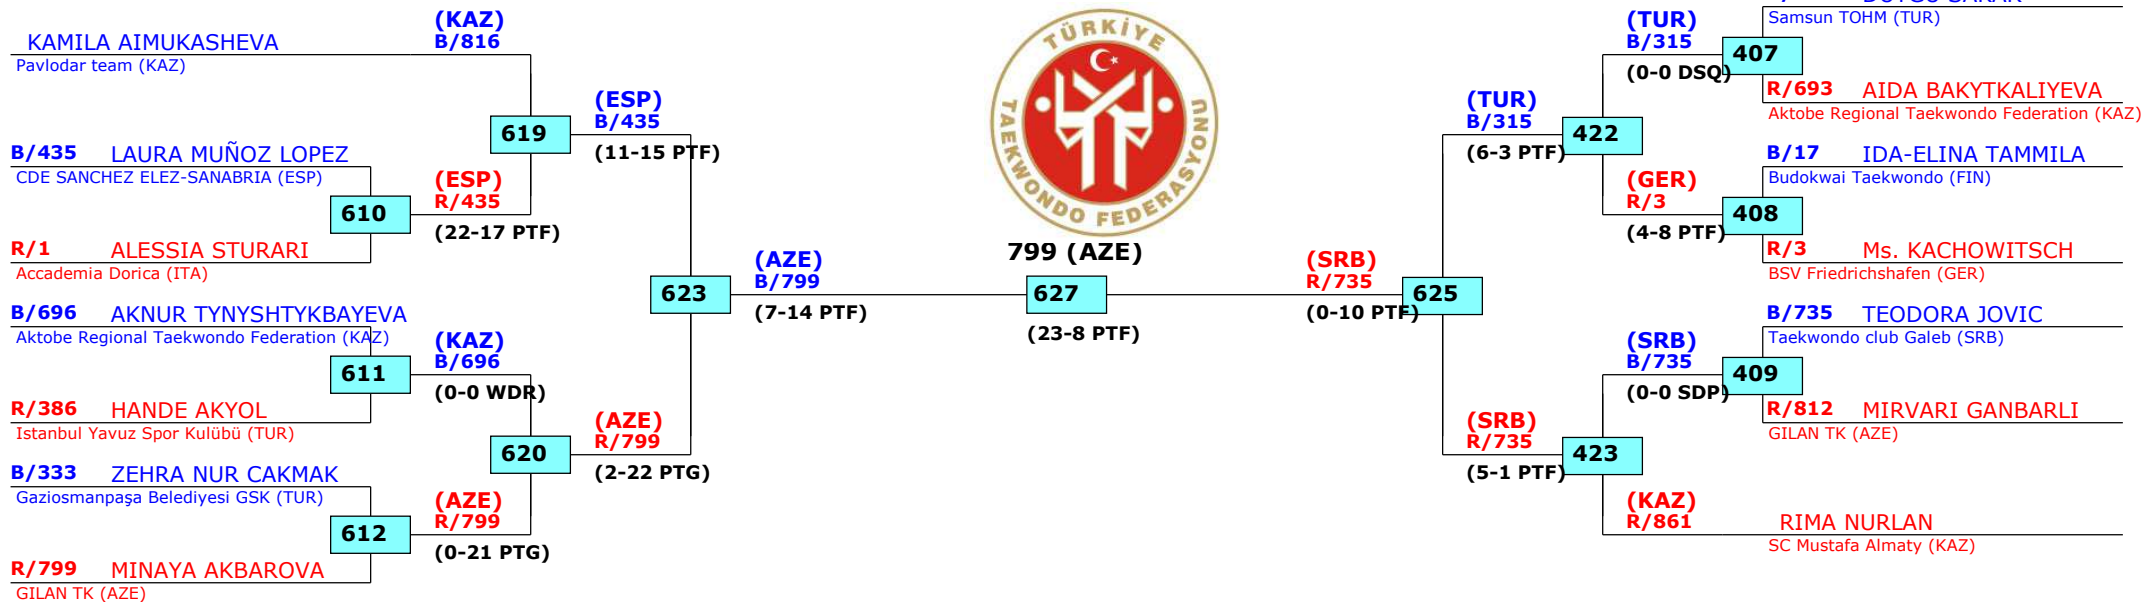 KAMILA AIMUKASHEVA
Pavlodar team (KAZ)
(KAZ)
B/816
B/435 LAURA MUÑOZ LOPEZ
CDE SANCHEZ ELEZ-SANABRIA (ESP)
610
R/1 ALESSIA STURARI
Accademia Dorica (ITA)
(ESP)
R/435
(22-17 PTF)
619
(ESP)
B/435
(11-15 PTF)
B/696 AKNUR TYNYSHTYKBAYEVA
Aktobe Regional Taekwondo Federation (KAZ)
611
R/386 HANDE AKYOL
Istanbul Yavuz Spor Kulübü (TUR)
(KAZ)
B/696
(0-0 WDR)
B/333 ZEHRA NUR CAKMAK
Gaziosmanpaşa Belediyesi GSK (TUR)
612
R/799 MINAYA AKBAROVA
GILAN TK (AZE)
(AZE)
R/799
(0-21 PTG)
620
(AZE)
R/799
(2-22 PTG)
623
(AZE)
B/799
(7-14 PTF)
TÜRKİYE
TAEKWONDO FEDERASYONU
799 (AZE)
627
(23-8 PTF)
(SRB)
R/735
(0-10 PTF)
625
(TUR)
B/315
(6-3 PTF)
422
(TUR)
B/315
(0-0 DSQ)
407
Samsun TOHM (TUR)
R/693 AIDA BAKYTKALIYEVA
Aktobe Regional Taekwondo Federation (KAZ)
(GER)
R/3
(4-8 PTF)
408
B/17 IDA-ELINA TAMMILA
Budokwai Taekwondo (FIN)
R/3 Ms. KACHOWITSCH
BSV Friedrichshafen (GER)
(SRB)
R/735
(5-1 PTF)
423
(SRB)
B/735
(0-0 SDP)
409
B/735 TEODORA JOVIC
Taekwondo club Galeb (SRB)
R/812 MIRVARI GANBARLI
GILAN TK (AZE)
(KAZ)
R/861
RIMA NURLAN
SC Mustafa Almaty (KAZ)